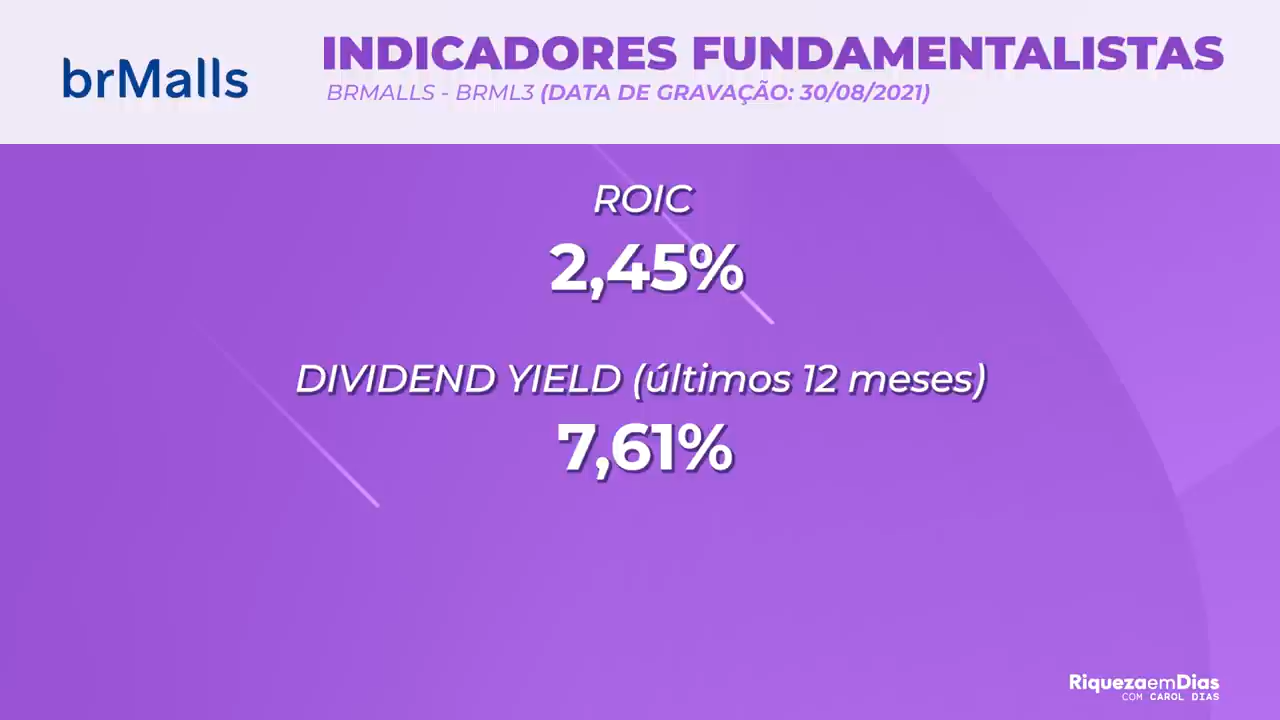 brMalls
INDICADORES FUNDAMENTALISTAS
BRMALLS - BRML3 (DATA DE GRAVAÇÃO: 30/08/2021)
ROIC
2,45%
DIVIDEND YIELD (últimos 12 meses)
7,61%
RiquezaemDias
COM CAROL DIAS